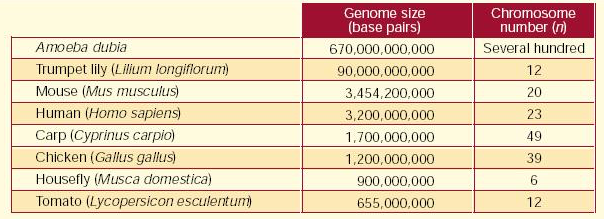 Genome size
(base pairs)
Chromosome
number (n)
Amoeba dubia 670,000,000,000 Several hundred
Trumpet lily (Lilium longiflorum) 90,000,000,000 12
Mouse (Mus musculus) 3,454,200,000 20
Human (Homo sapiens) 3,200,000,000 23
Carp (Cyprinus carpio) 1,700,000,000 49
Chicken (Gallus gallus) 1,200,000,000 39
Housefly (Musca domestica) 900,000,000 6
Tomato (Lycopersicon esculentum) 655,000,000 12